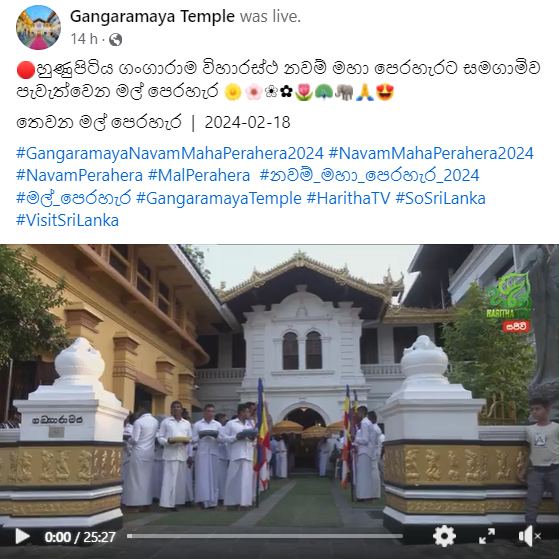 Gangaramaya Temple was live.
14 h
🔴හුණුපිටිය ගංගාරාම විහාරස්ථ නවම් මහා පෙරහැරට සමගාමිව
පැවැත්වෙන මල් පෙරහැර 🌼🌸❀✿🌷🦚🐘🙏😍
තෙවන මල් පෙරහැර | 2024-02-18
#GangaramayaNavamMahaPerahera2024 #NavamMahaPerahera2024
#NavamPerahera #MalPerahera #නවම්_මහා_පෙරහැර_2024
#මල්_පෙරහැර #GangaramayaTemple #HarithaTV #SoSriLanka
#VisitSriLanka
HARITHA
සජීවී
ගඞ්ගාරාමය
0:00 / 25:27